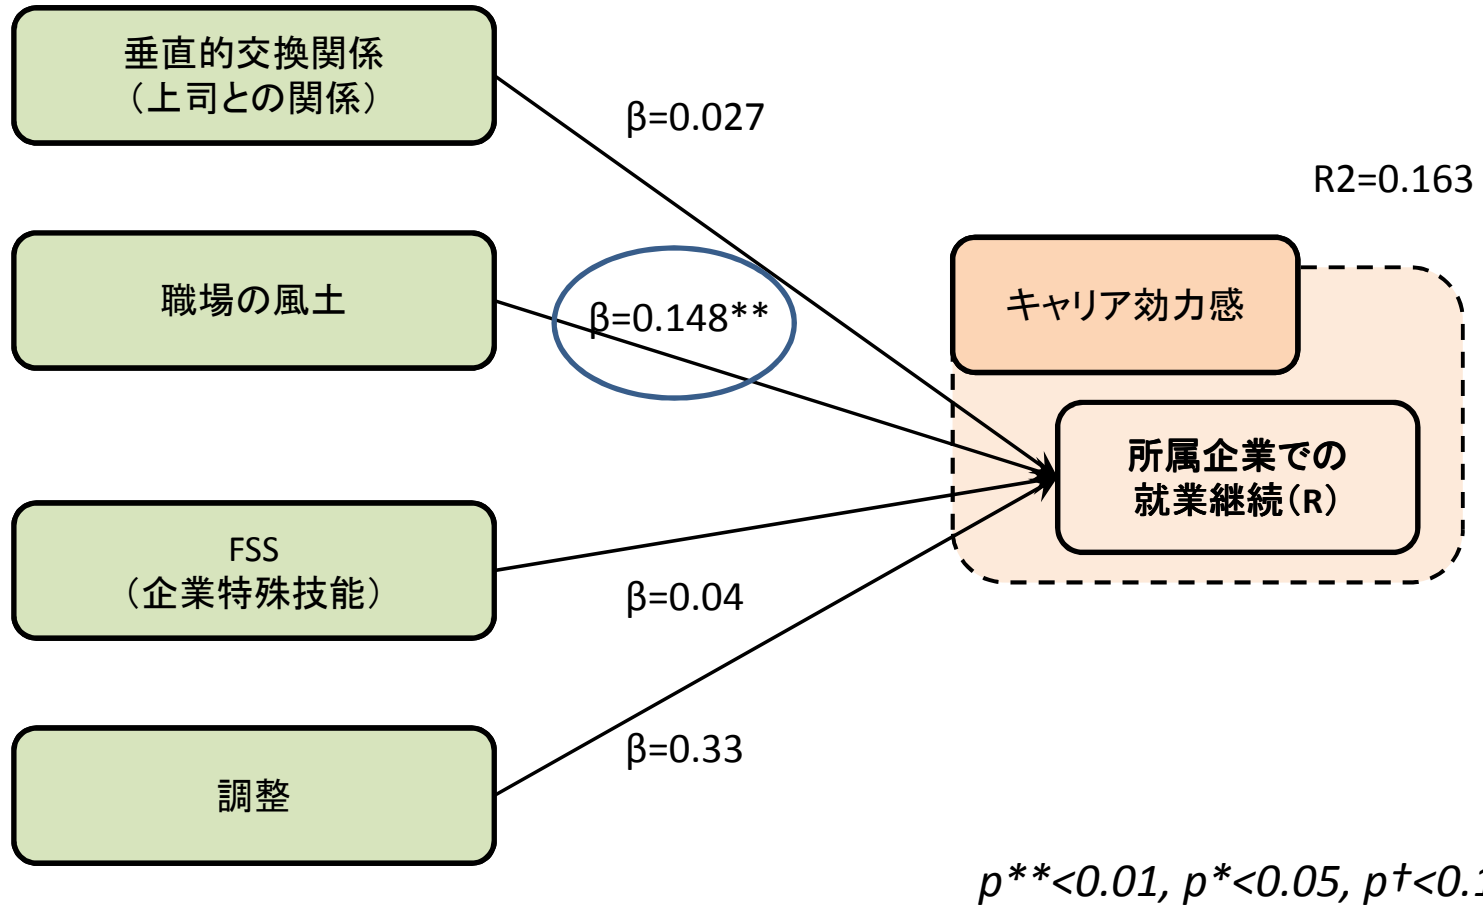 垂直的交換関係
（上司との関係）
β=0.027
R2=0.163
職場の風土
β=0.148**
キャリア効力感
所属企業での
就業継続（R）
FSS
（企業特殊技能）
β=0.04
β=0.33
調整
p**<0.01, p*<0.05, p†<0.1